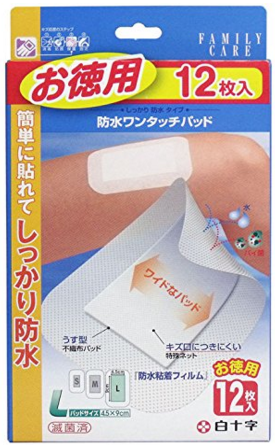 FAMILY
CARE
お徳用
12枚入
しっかり 防水 タイプ
防水ワンタッチパッド
簡単に貼れて
しっかり防水
水
バイ菌
ワイドなパッド
うす型
不織布パッド
キズ口につきにくい
特殊ネット
『防水粘着フィルム』
S
M
L
L
パッドサイズ
4.5×9cm
滅菌済
お徳用
12枚入
白十字